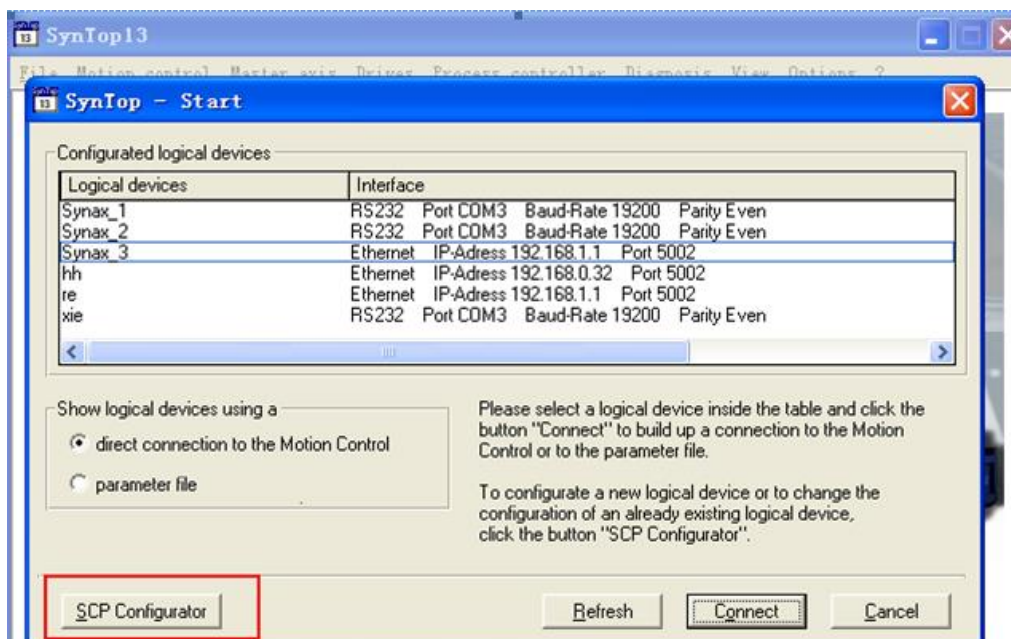 SynTop13
File Motion control Master axis Drives Process controller Diagnosis View Options ?
SynTop - Start
Configurated logical devices
Logical devices Interface
Synax_1 RS232 Port COM3 Baud-Rate 19200 Parity Even
Synax_2 RS232 Port COM3 Baud-Rate 19200 Parity Even
Synax_3 Ethernet IP-Adress 192.168.1.1 Port 5002
hh Ethernet IP-Adress 192.168.0.32 Port 5002
re Ethernet IP-Adress 192.168.1.1 Port 5002
xie RS232 Port COM3 Baud-Rate 19200 Parity Even
Show logical devices using a
direct connection to the Motion Control
parameter file
Please select a logical device inside the table and click the
button "Connect" to build up a connection to the Motion
Control or to the parameter file.
To configurate a new logical device or to change the
configuration of an already existing logical device,
click the button "SCP Configurator".
SCP Configurator Refresh Connect Cancel